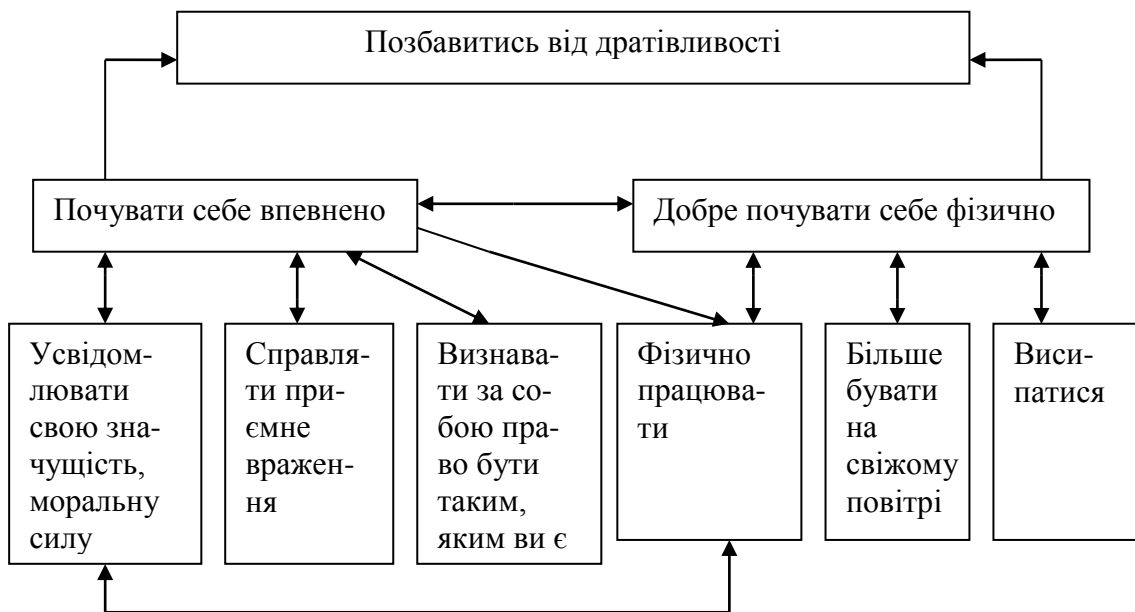 Позбавитись від дратівливості
Почувати себе впевнено
Добре почувати себе фізично
Усвідом-
лювати
свою зна-
чущість,
моральну
силу
Справля-
ти при-
ємне
вражен-
ня
Визнава-
ти за со-
бою пра-
во бути
таким,
яким ви є
Фізично
працюва-
ти
Більше
бувати
на
свіжому
повітрі
Виси-
патися